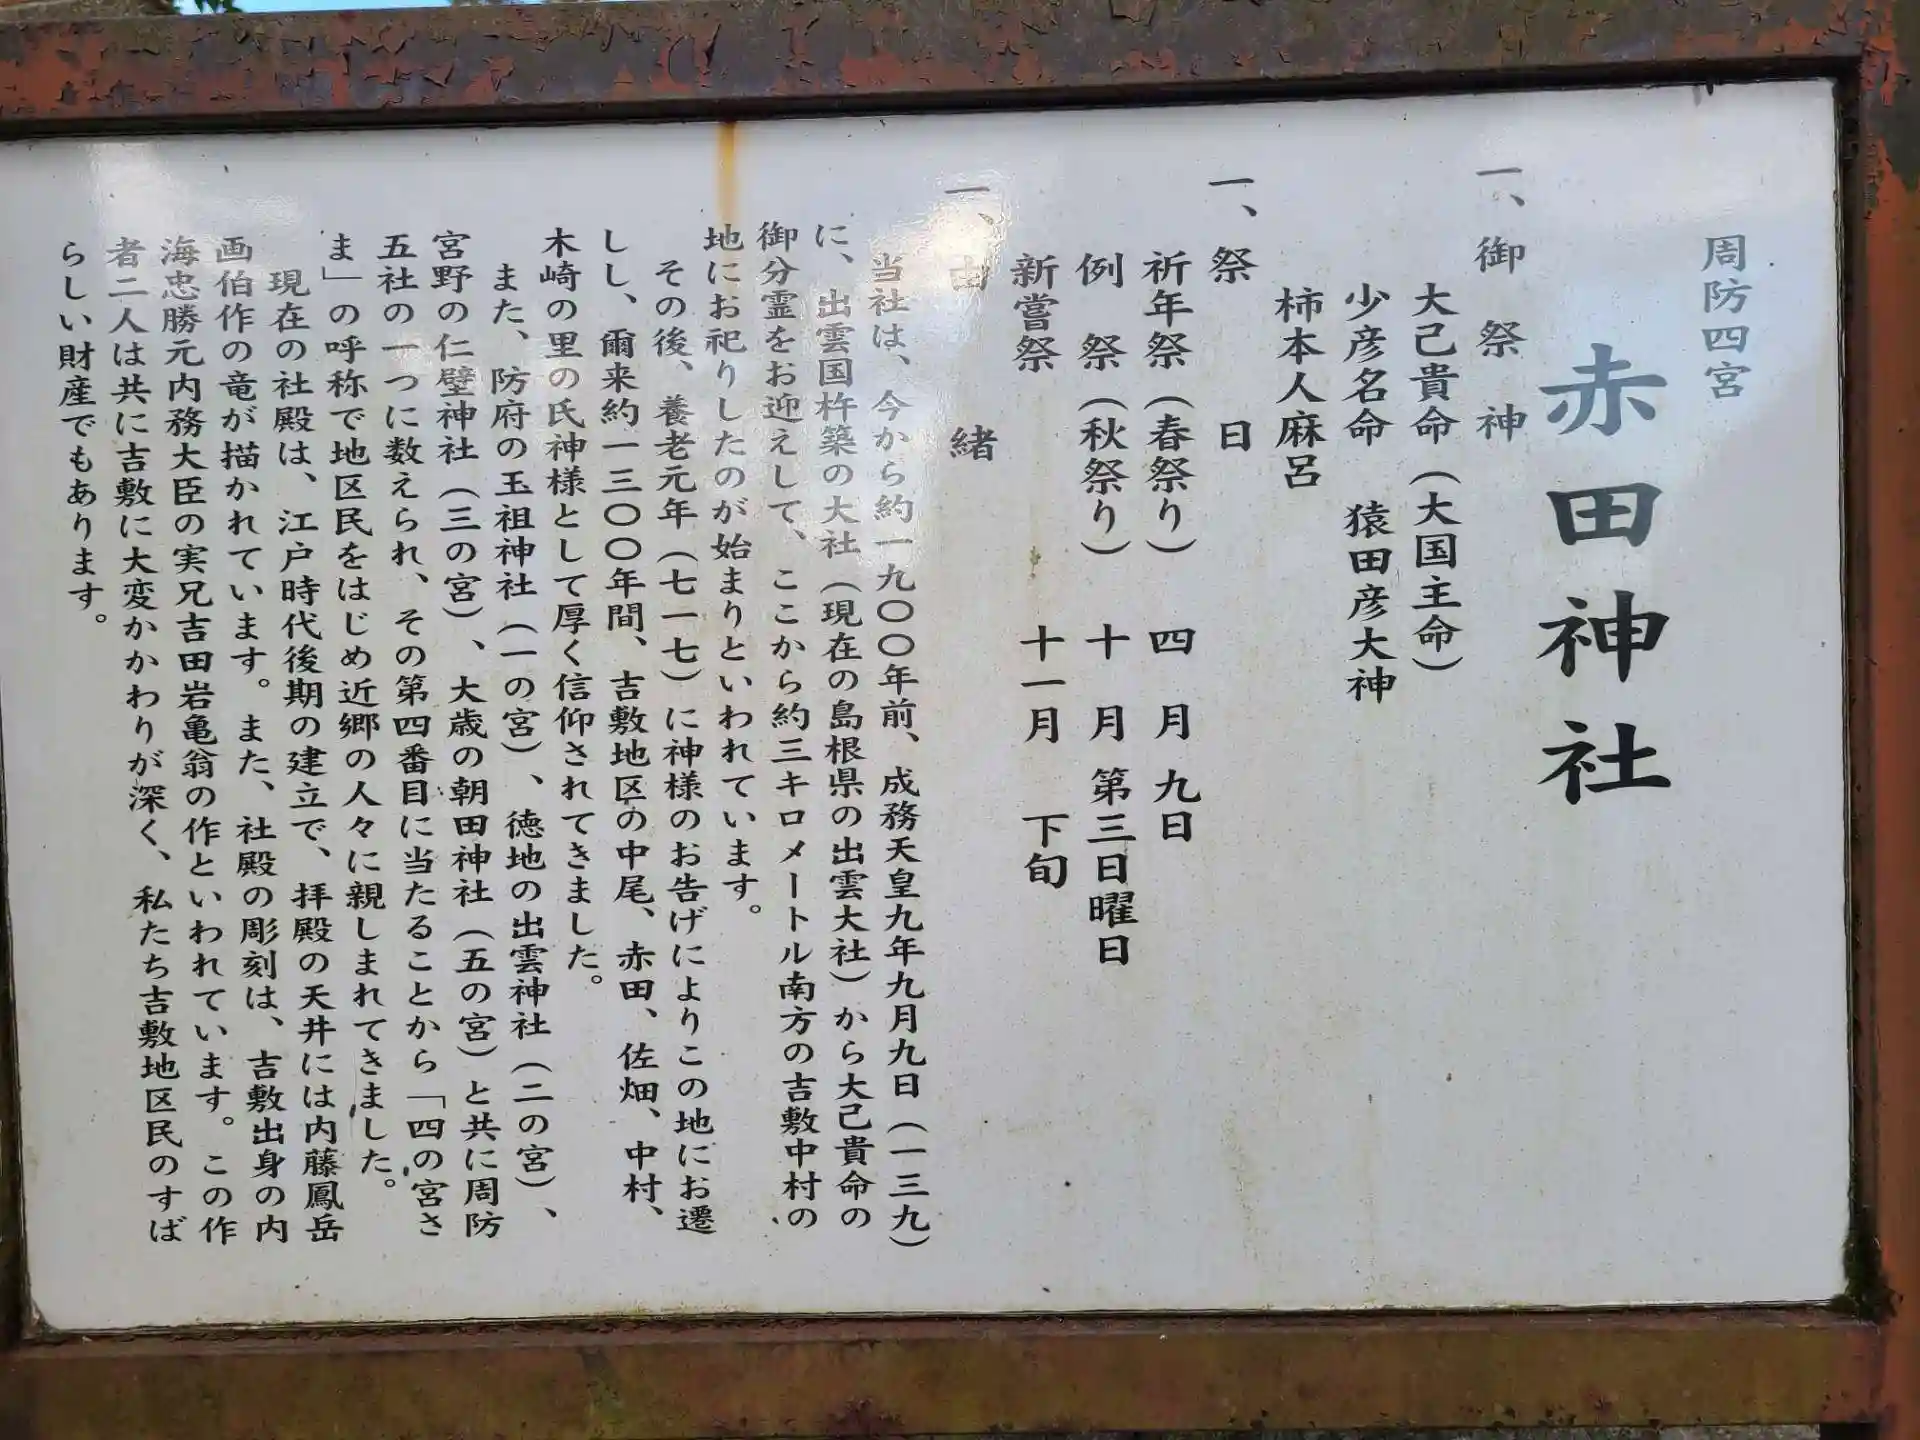 周防四宮
赤田神社
一、御祭神
大己貴命（大国主命）
少彦名命　猿田彦大神
柿本人麻呂
一、祭　日
祈年祭（春祭り）　四　月　九日
例　祭（秋祭り）　十　月　第三日曜日
新嘗祭　十一月　下旬
一、由　緒
当社は、今から約一九〇〇年前、成務天皇九年九月九日（一三九）
に、出雲国杵築の大社（現在の島根県の出雲大社）から大己貴命の
御分霊をお迎えして、ここから約三キロメートル南方の吉敷中村の
地にお祀りしたのが始まりといわれています。
その後、養老元年（七一七）に神様のお告げによりこの地にお遷
しし、爾来約一三〇〇年間、吉敷地区の中尾、赤田、佐畑、中村、
木崎の里の氏神様として厚く信仰されてきました。
また、防府の玉祖神社（一の宮）、徳地の出雲神社（二の宮）、
宮野の仁壁神社（三の宮）、大歳の朝田神社（五の宮）と共に周防
五社の一つに数えられ、その第四番目に当たることから「四の宮さ
ま」の呼称で地区民をはじめ近郷の人々に親しまれてきました。
現在の社殿は、江戸時代後期の建立で、拝殿の天井には内藤鳳岳
画伯作の竜が描かれています。また、社殿の彫刻は、吉敷出身の内
海忠勝元内務大臣の実兄吉田岩亀翁の作といわれています。この作
者二人は共に吉敷に大変かかわりが深く、私たち吉敷地区民のすば
らしい財産でもあります。